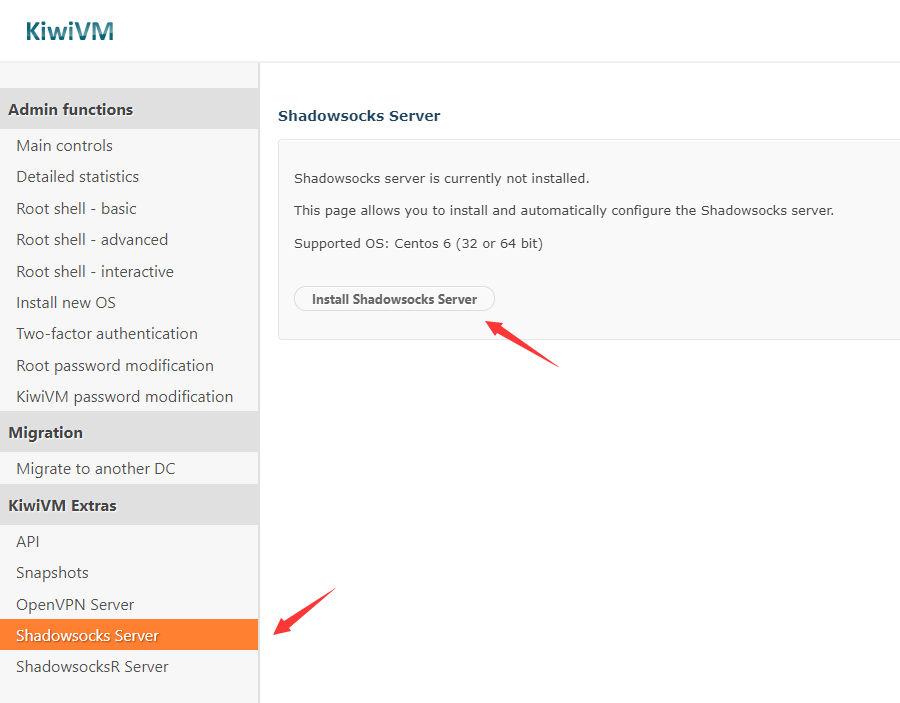 KiwiVM
Admin functions
Main controls
Detailed statistics
Root shell - basic
Root shell - advanced
Root shell - interactive
Install new OS
Two-factor authentication
Root password modification
KiwiVM password modification
Migration
Migrate to another DC
KiwiVM Extras
API
Snapshots
OpenVPN Server
Shadowsocks Server
ShadowsocksR Server
Shadowsocks Server
Shadowsocks server is currently not installed.
This page allows you to install and automatically configure the Shadowsocks server.
Supported OS: Centos 6 (32 or 64 bit)
Install Shadowsocks Server